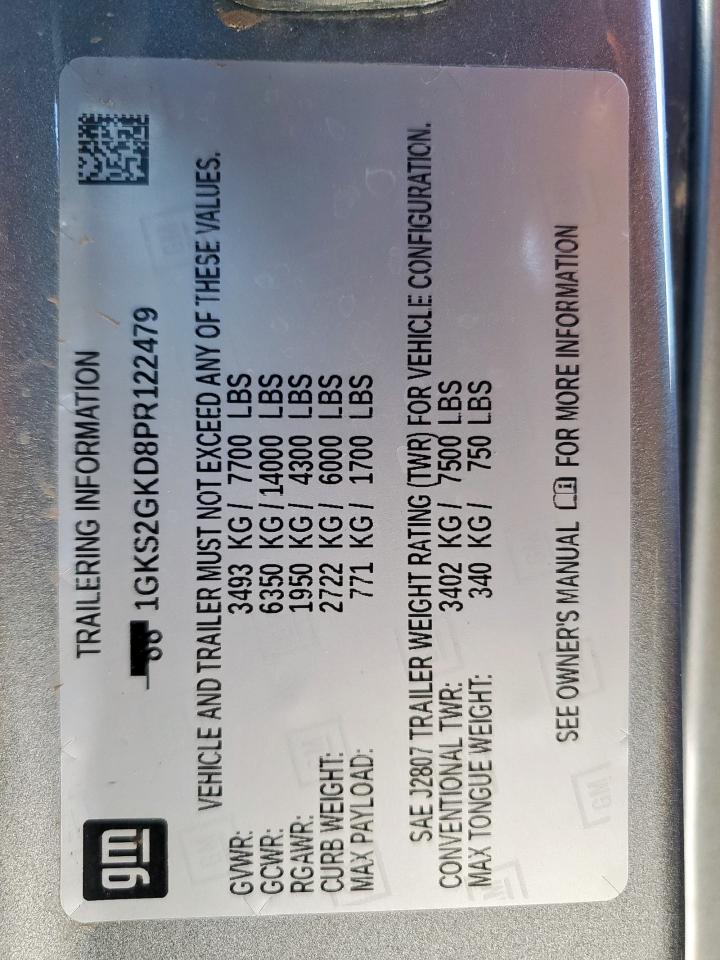 gm
TRAILERING INFORMATION
1GKS2GKD8PR122479
VEHICLE AND TRAILER MUST NOT EXCEED ANY OF THESE VALUES.
GVWR: 3493 KG / 7700 LBS
GCWR: 6350 KG / 14000 LBS
RGAWR: 1950 KG / 4300 LBS
CURB WEIGHT: 2722 KG / 6000 LBS
MAX PAYLOAD: 771 KG / 1700 LBS
SAE J2807 TRAILER WEIGHT RATING (TWR) FOR VEHICLE CONFIGURATION.
CONVENTIONAL TWR: 3402 KG / 7500 LBS
MAX TONGUE WEIGHT: 340 KG / 750 LBS
SEE OWNER'S MANUAL FOR MORE INFORMATION